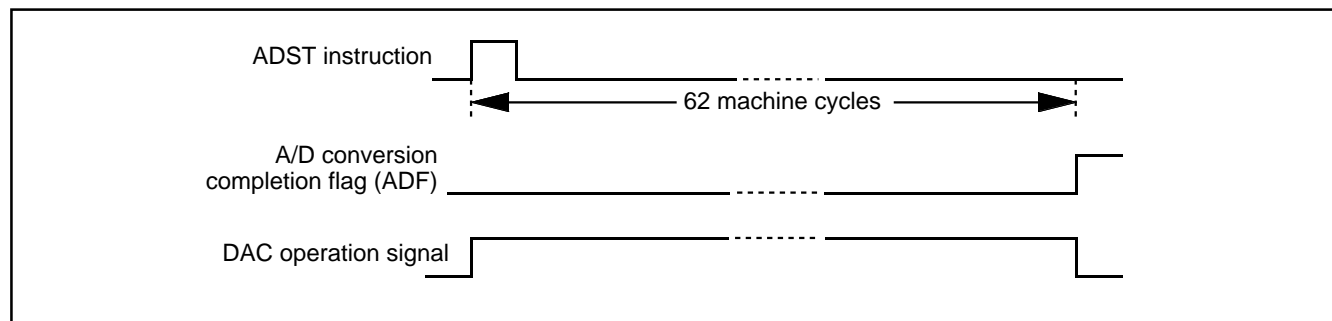 ADST instruction
62 machine cycles
A/D conversion
completion flag (ADF)
DAC operation signal